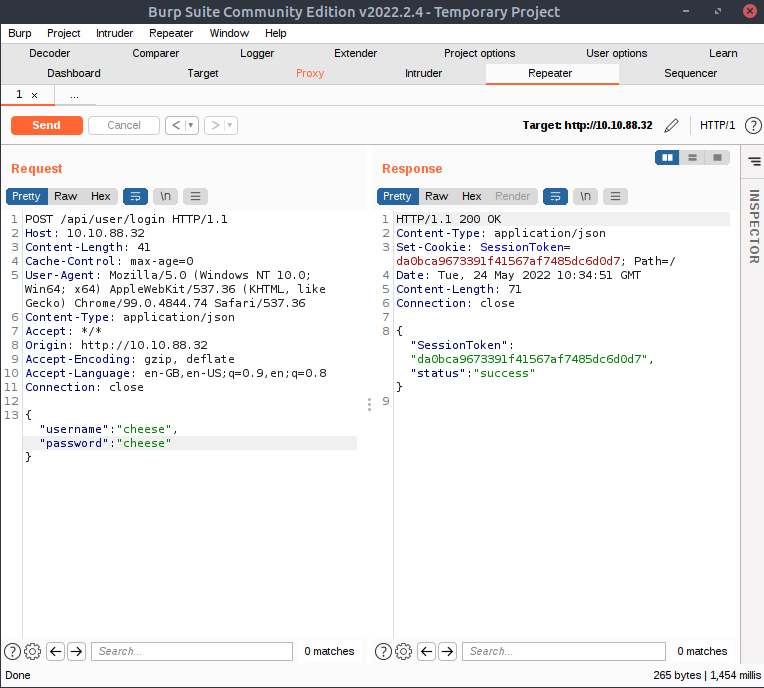 Burp Suite Community Edition v2022.2.4 - Temporary Project
Burp Project Intruder Repeater Window Help
Decoder Comparer Logger Extender Project options User options Learn
Dashboard Target Proxy Intruder Repeater Sequencer
1 x ...
Send Cancel < > Target: http://10.10.88.32 HTTP/1 ?
Request
Pretty Raw Hex \n
1 POST /api/user/login HTTP/1.1
2 Host: 10.10.88.32
3 Content-Length: 41
4 Cache-Control: max-age=0
5 User-Agent: Mozilla/5.0 (Windows NT 10.0;
Win64; x64) AppleWebKit/537.36 (KHTML, like
Gecko) Chrome/99.0.4844.74 Safari/537.36
6 Content-Type: application/json
7 Accept: */*
8 Origin: http://10.10.88.32
9 Accept-Encoding: gzip, deflate
10 Accept-Language: en-GB,en-US;q=0.9,en;q=0.8
11 Connection: close
12
13 {
"username":"cheese",
"password":"cheese"
}
? Search... 0 matches
Response
Pretty Raw Hex Render \n
1 HTTP/1.1 200 OK
2 Content-Type: application/json
3 Set-Cookie: SessionToken=
da0bca9673391f41567af7485dc6d0d7; Path=/
4 Date: Tue, 24 May 2022 10:34:51 GMT
5 Content-Length: 71
6 Connection: close
7
8 {
"SessionToken":
"da0bca9673391f41567af7485dc6d0d7",
"status":"success"
}
9
? Search... 0 matches
INSPECTOR
Done 265 bytes | 1,454 millis